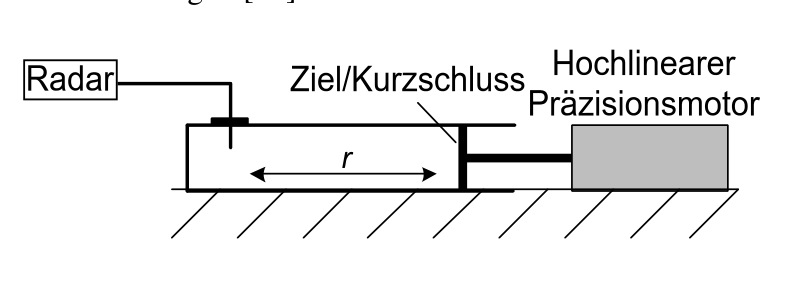 Radar
Ziel/Kurzschluss
Hochlinearer
Präzisionsmotor
r